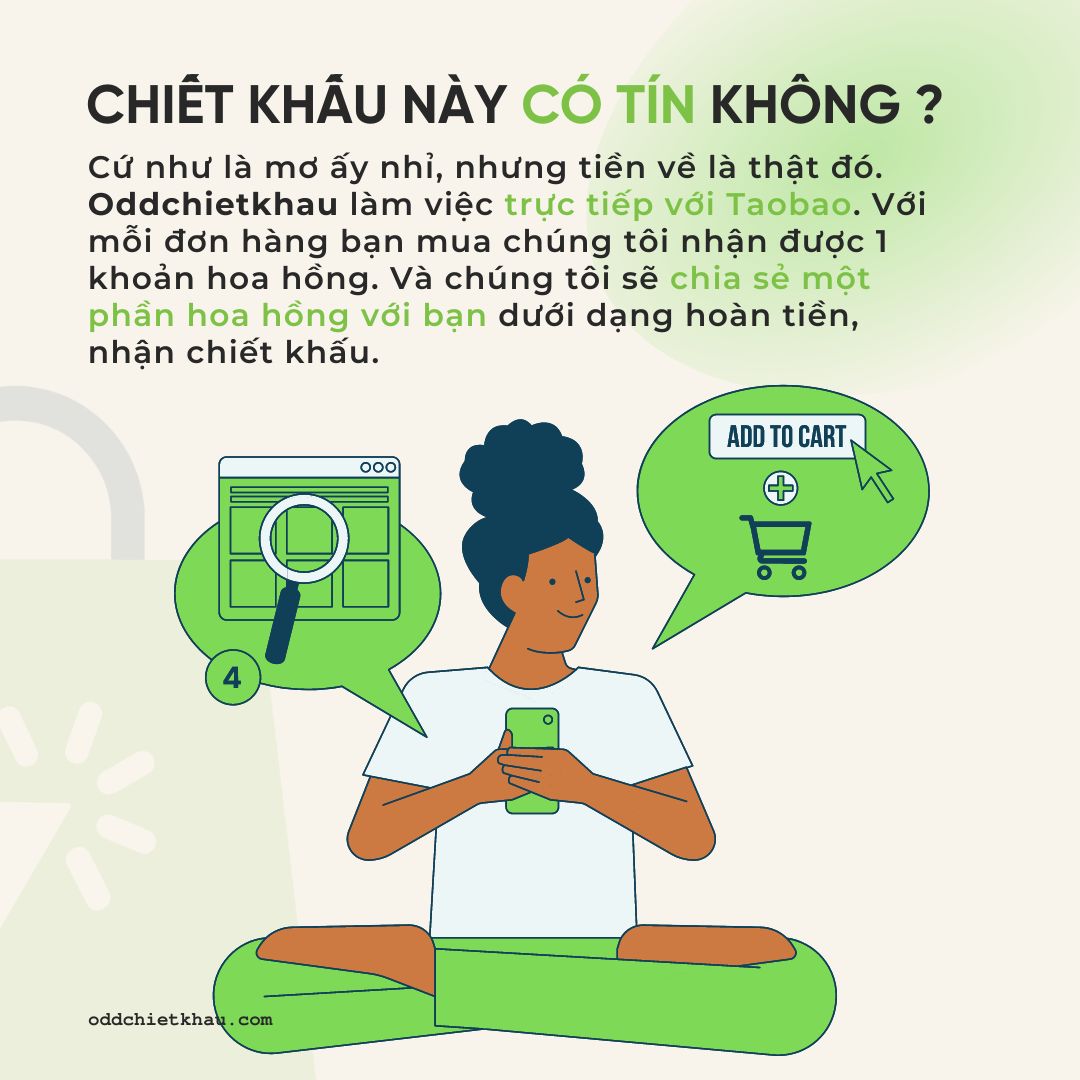 CHIẾT KHẤU NÀY CÓ TÍN KHÔNG ?
Cứ như là mơ ấy nhỉ, nhưng tiền về là thật đó.
Oddchietkhau làm việc trực tiếp với Taobao. Với
mỗi đơn hàng bạn mua chúng tôi nhận được 1
khoản hoa hồng. Và chúng tôi sẽ chia sẻ một
phần hoa hồng với bạn dưới dạng hoàn tiền,
nhận chiết khấu.
ADD TO CART
4
oddchietkhau.com